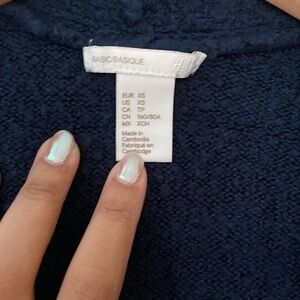 BASIC/BASIQUE
EUR XS
US XS
CA TP
CN 160/80A
MX XCH
Made in
Cambodia
Fabriqué en
Cambodge